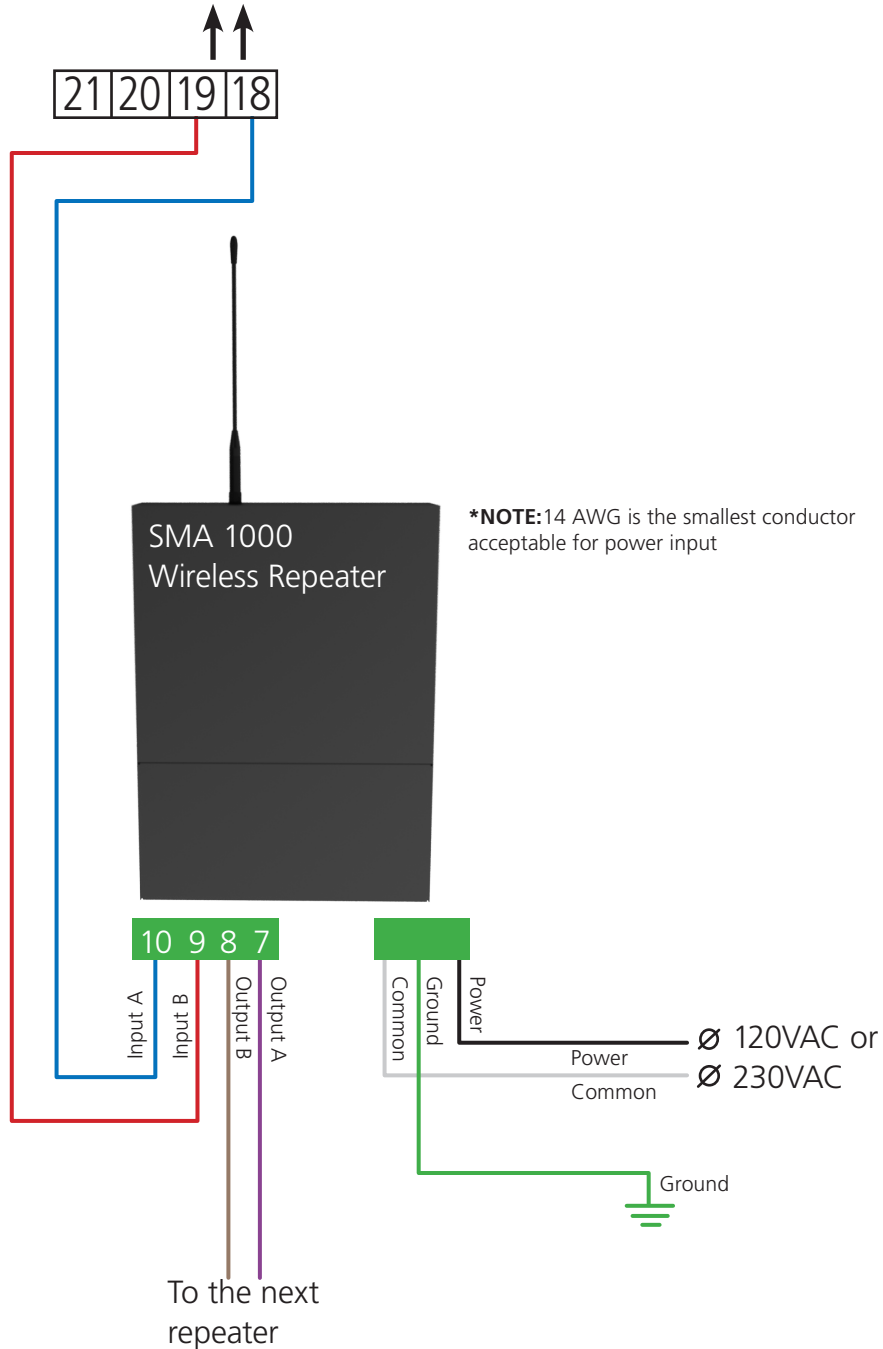 21 20 19 18
SMA 1000
Wireless Repeater
*NOTE:14 AWG is the smallest conductor
acceptable for power input
10 9 8 7
Input A
Input B
Output B
Output A
Common
Ground
Power
Power
Common
Ø 120VAC or
Ø 230VAC
Ground
To the next
repeater